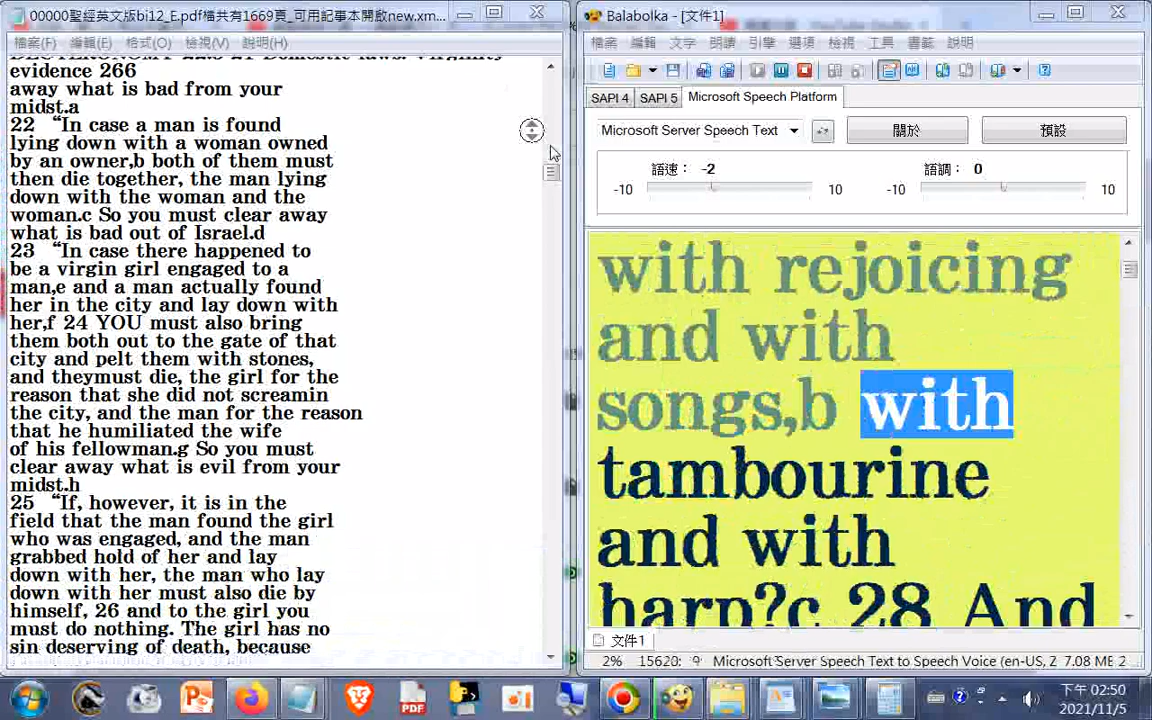 00000聖經英文版bi12_E.pdf檔共有1669頁_可用記事本開啟new.xm...
檔案(F) 編輯(E) 格式(O) 檢視(V) 說明(H)
DEUTERONOMY 22:8-21 Domestic laws. Virginity
evidence 266
away what is bad from your
midst.a
22 “In case a man is found
lying down with a woman owned
by an owner,b both of them must
then die together, the man lying
down with the woman and the
woman.c So you must clear away
what is bad out of Israel.d
23 “In case there happened to
be a virgin girl engaged to a
man,e and a man actually found
her in the city and lay down with
her,f 24 YOU must also bring
them both out to the gate of that
city and pelt them with stones,
and theymust die, the girl for the
reason that she did not screamin
the city, and the man for the reason
that he humiliated the wife
of his fellowman.g So you must
clear away what is evil from your
midst.h
25 “If, however, it is in the
field that the man found the girl
who was engaged, and the man
grabbed hold of her and lay
down with her, the man who lay
down with her must also die by
himself, 26 and to the girl you
must do nothing. The girl has no
sin deserving of death, because
Balabolka - [文件1]
檔案 編輯 文字 朗讀 引擎 選項 檢視 工具 書籤 說明
SAPI 4 SAPI 5 Microsoft Speech Platform
Microsoft Server Speech Text 關於 預設
語速： -2 語調： 0
-10 10 -10 10
with rejoicing
and with
songs,b with
tambourine
and with
harp?c 28 And
文件1
2% 15620: Microsoft Server Speech Text to Speech Voice (en-US, Z 7.08 ME 2
PDF
下午 02:50
2021/11/5